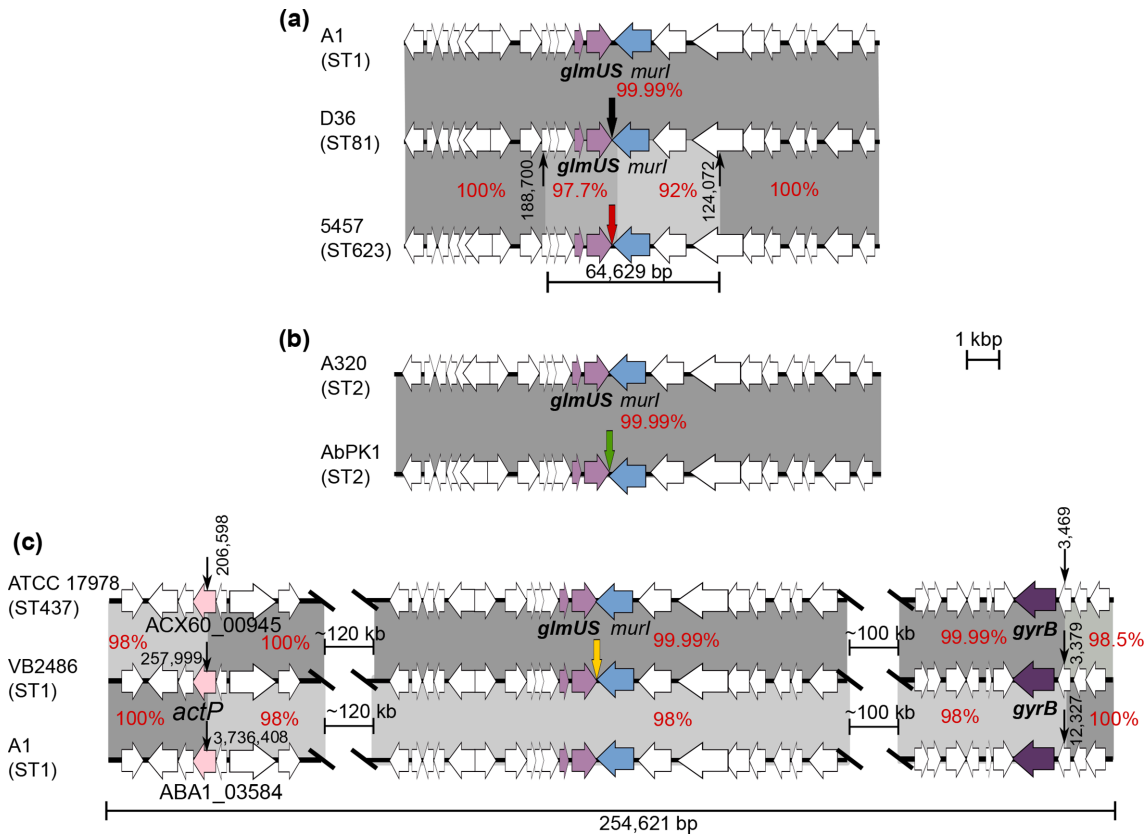 (a)
A1
(ST1)
glmUS murI
99.99%
D36
(ST81)
glmUS murI
100%
188,700
97.7%
92%
124,072
100%
5457
(ST623)
64,629 bp
(b)
1 kbp
A320
(ST2)
glmUS murI
99.99%
AbPK1
(ST2)
(c)
206,598
3,469
ATCC 17978
(ST437)
ACX60_00945
glmUS murI
gyrB
98%
100%
~120 kb
99.99%
~100 kb
99.99%
98.5%
257,999
3,379
VB2486
(ST1)
actP
gyrB
100%
98%
~120 kb
98%
~100 kb
98%
100%
3,736,408
12,327
A1
(ST1)
ABA1_03584
254,621 bp